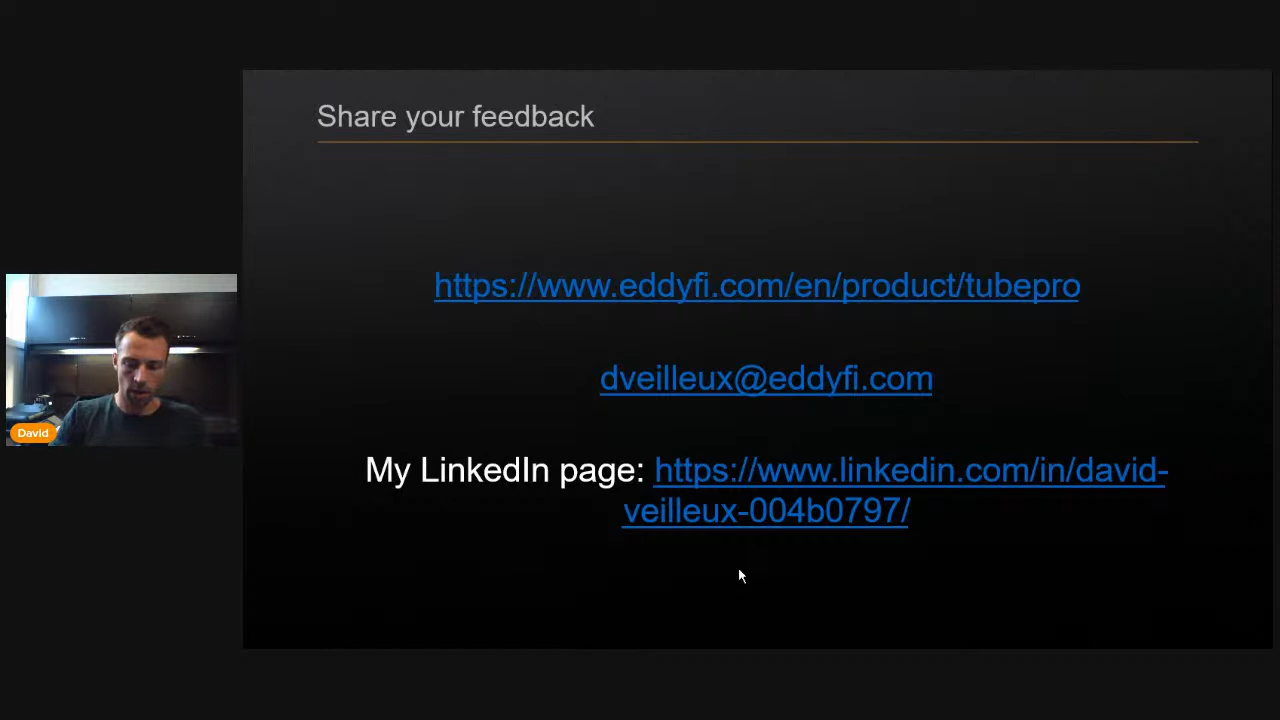 Share your feedback
https://www.eddyfi.com/en/product/tubepro
dveilleux@eddyfi.com
My LinkedIn page: https://www.linkedin.com/in/david-
veilleux-004b0797/
David